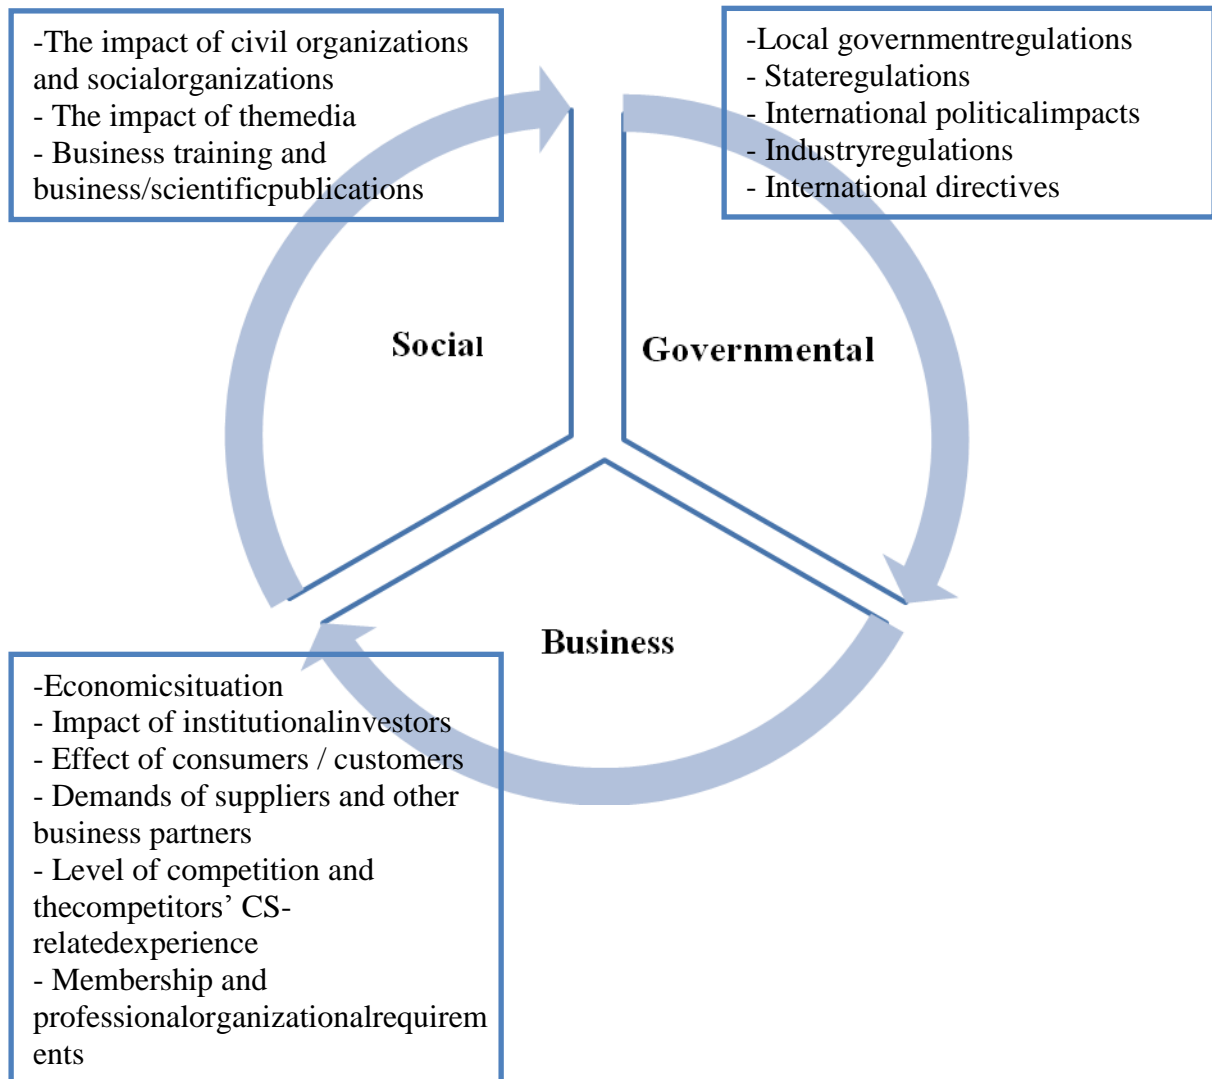 -The impact of civil organizations
and socialorganizations
- The impact of themedia
- Business training and
business/scientificpublications
-Local governmentregulations
- Stateregulations
- International politicalimpacts
- Industryregulations
- International directives
Social
Governmental
Business
-Economicsituation
- Impact of institutionalinvestors
- Effect of consumers / customers
- Demands of suppliers and other
business partners
- Level of competition and
thecompetitors’ CS-
relatedexperience
- Membership and
professionalorganizationalrequirem
ents